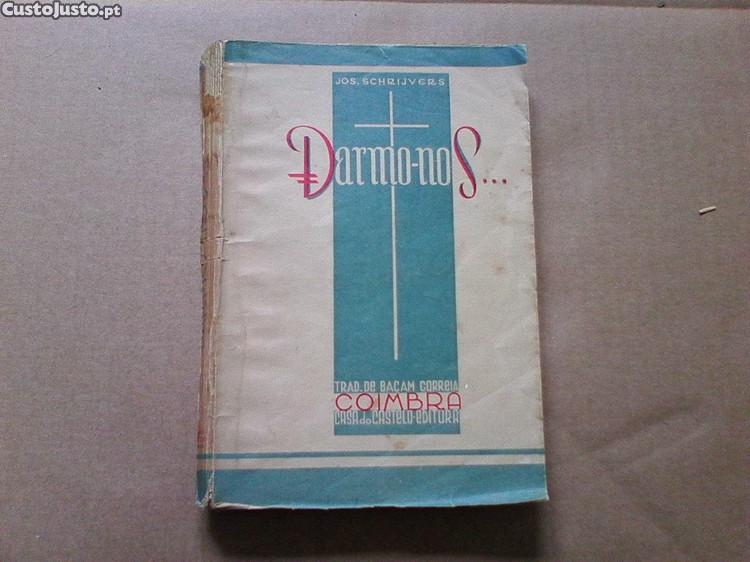 CustoJusto.pt
JOS. SCHRIJVERS
Darmo-noS...
TRAD. DE BAÇAM CORREIA
COIMBRA
CASA do CASTELO-EDITORA